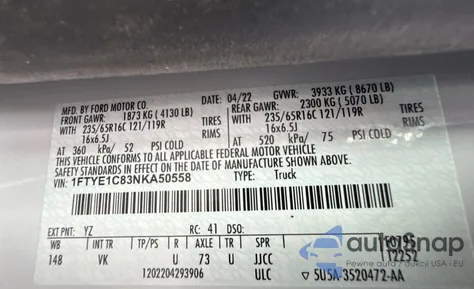 MFD. BY FORD MOTOR CO. DATE: 04/22 GVWR: 3933 KG (8670 LB)
FRONT GAWR: 1873 KG (4130 LB) REAR GAWR: 2300 KG (5070 LB)
WITH 235/65R16C 121/119R TIRES WITH 235/65R16C 121/119R TIRES
16x6.5J RIMS 16x6.5J RIMS
AT 360 kPa/ 52 PSI COLD AT 520 kPa/ 75 PSI COLD
THIS VEHICLE CONFORMS TO ALL APPLICABLE FEDERAL MOTOR VEHICLE
SAFETY STANDARDS IN EFFECT ON THE DATE OF MANUFACTURE SHOWN ABOVE.
1FTYE1C83NKA50558 TYPE: Truck
EXT PNT: YZ RC: 41 DSO:
WB INT TR TP/PS R AXLE TR SPR
148 VK U 73 U JJCC 12252
1202204293906 ULC ▽ 5U5A-3520472-AA
autoSnap
Pewne auto z USA